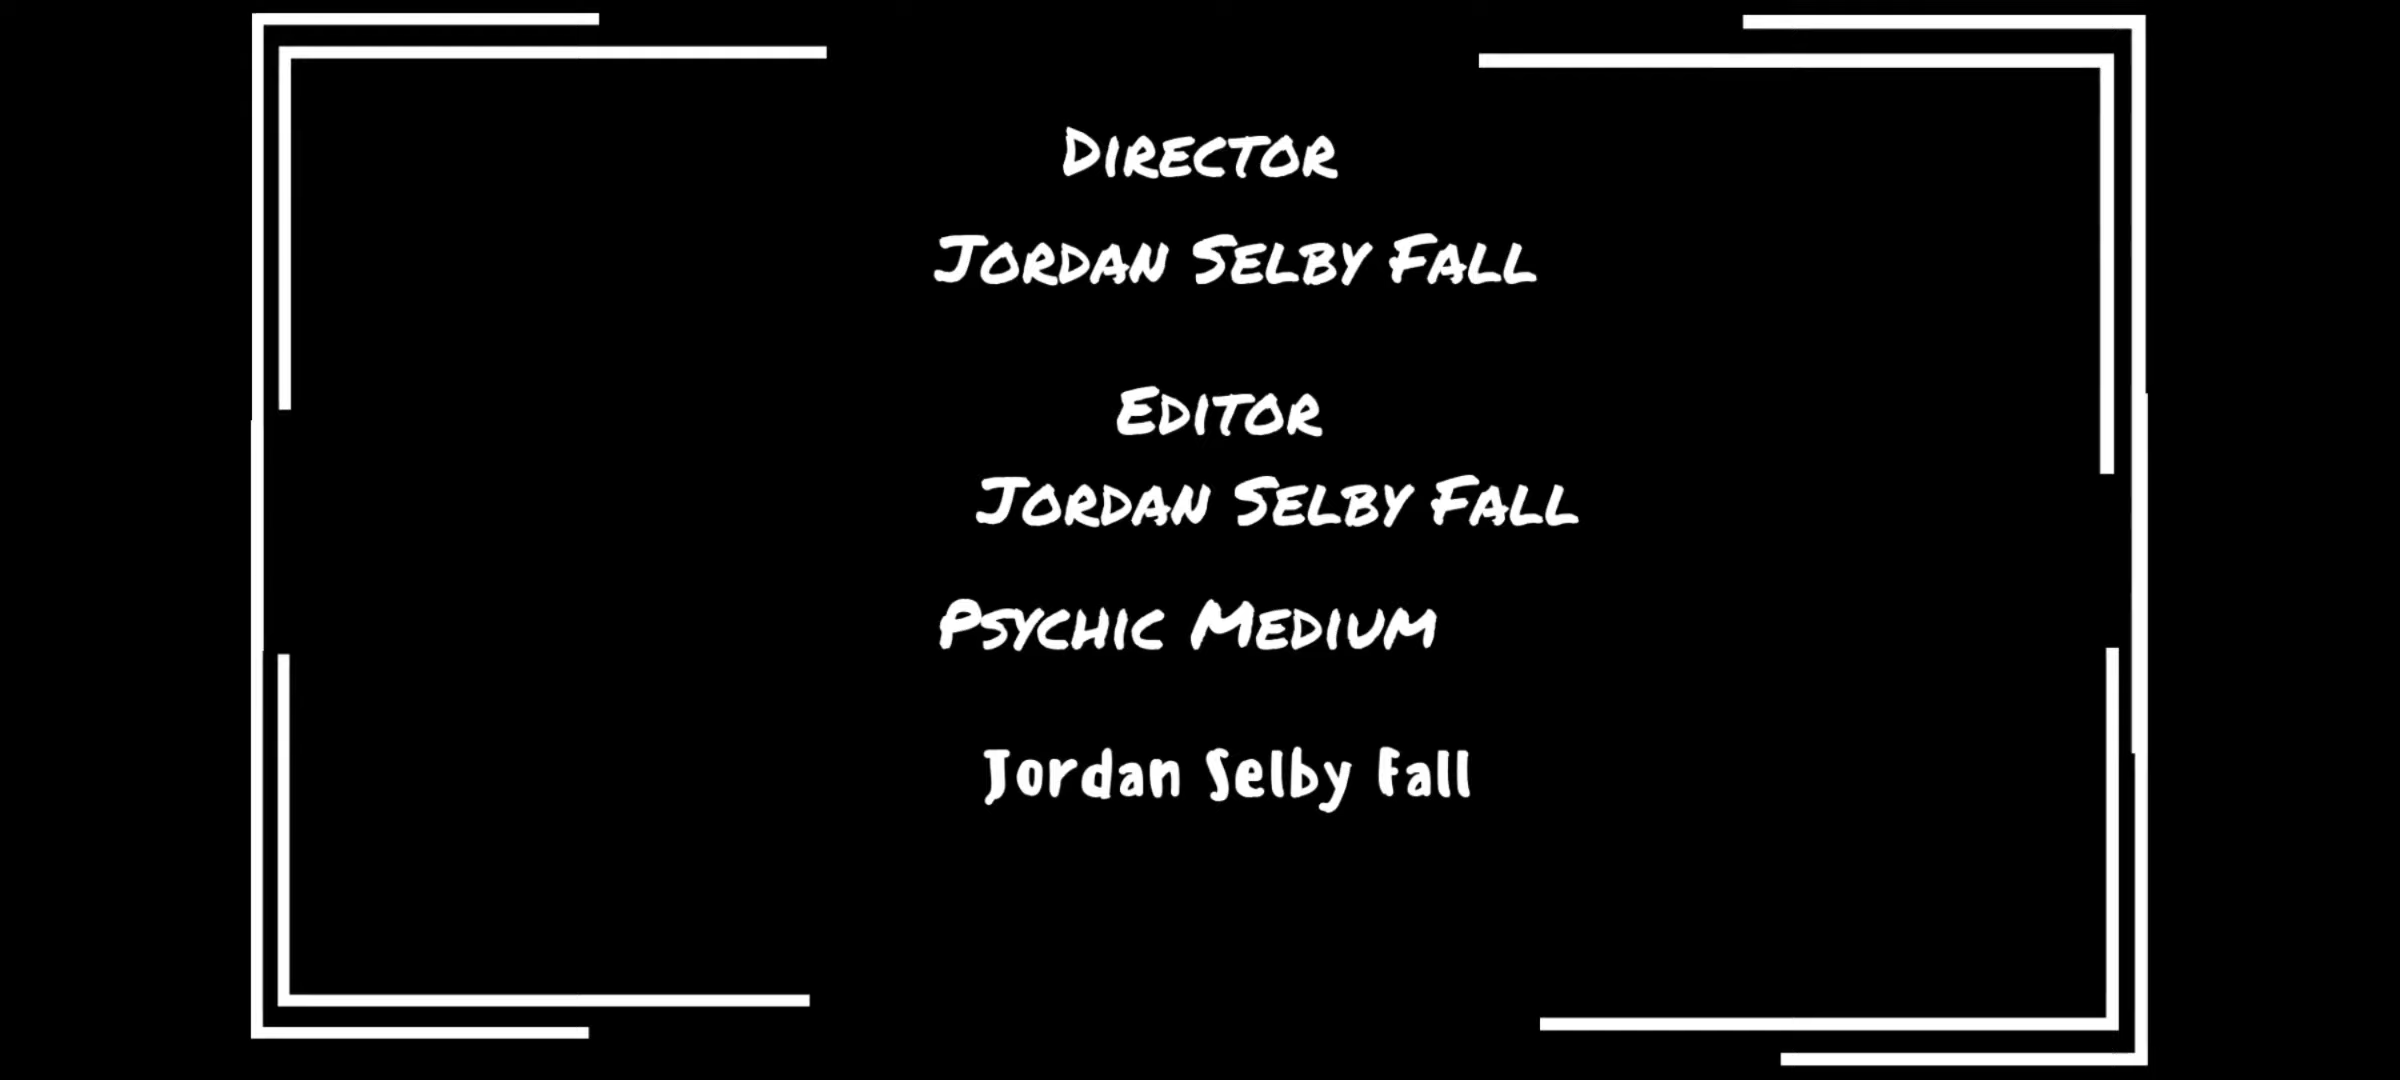 Director
Jordan Selby Fall
Editor
Jordan Selby Fall
Psychic Medium
Jordan Selby Fall